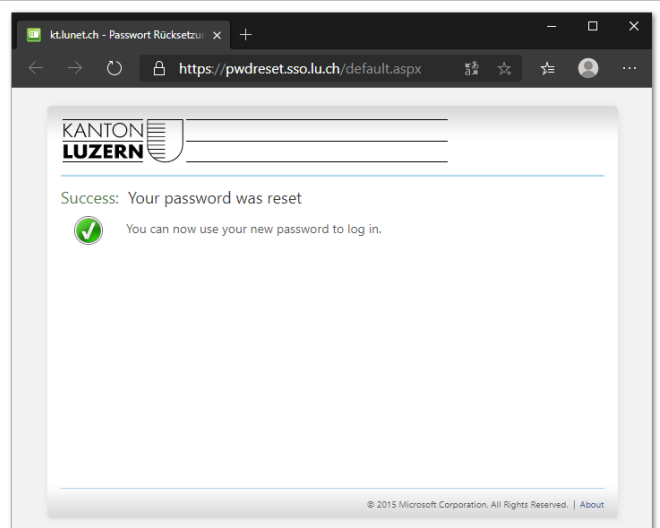 kt.lunet.ch - Passwort Rücksetzu
https://pwdreset.sso.lu.ch/default.aspx
KANTON
LUZERN
Success: Your password was reset
You can now use your new password to log in.
© 2015 Microsoft Corporation. All Rights Reserved. | About